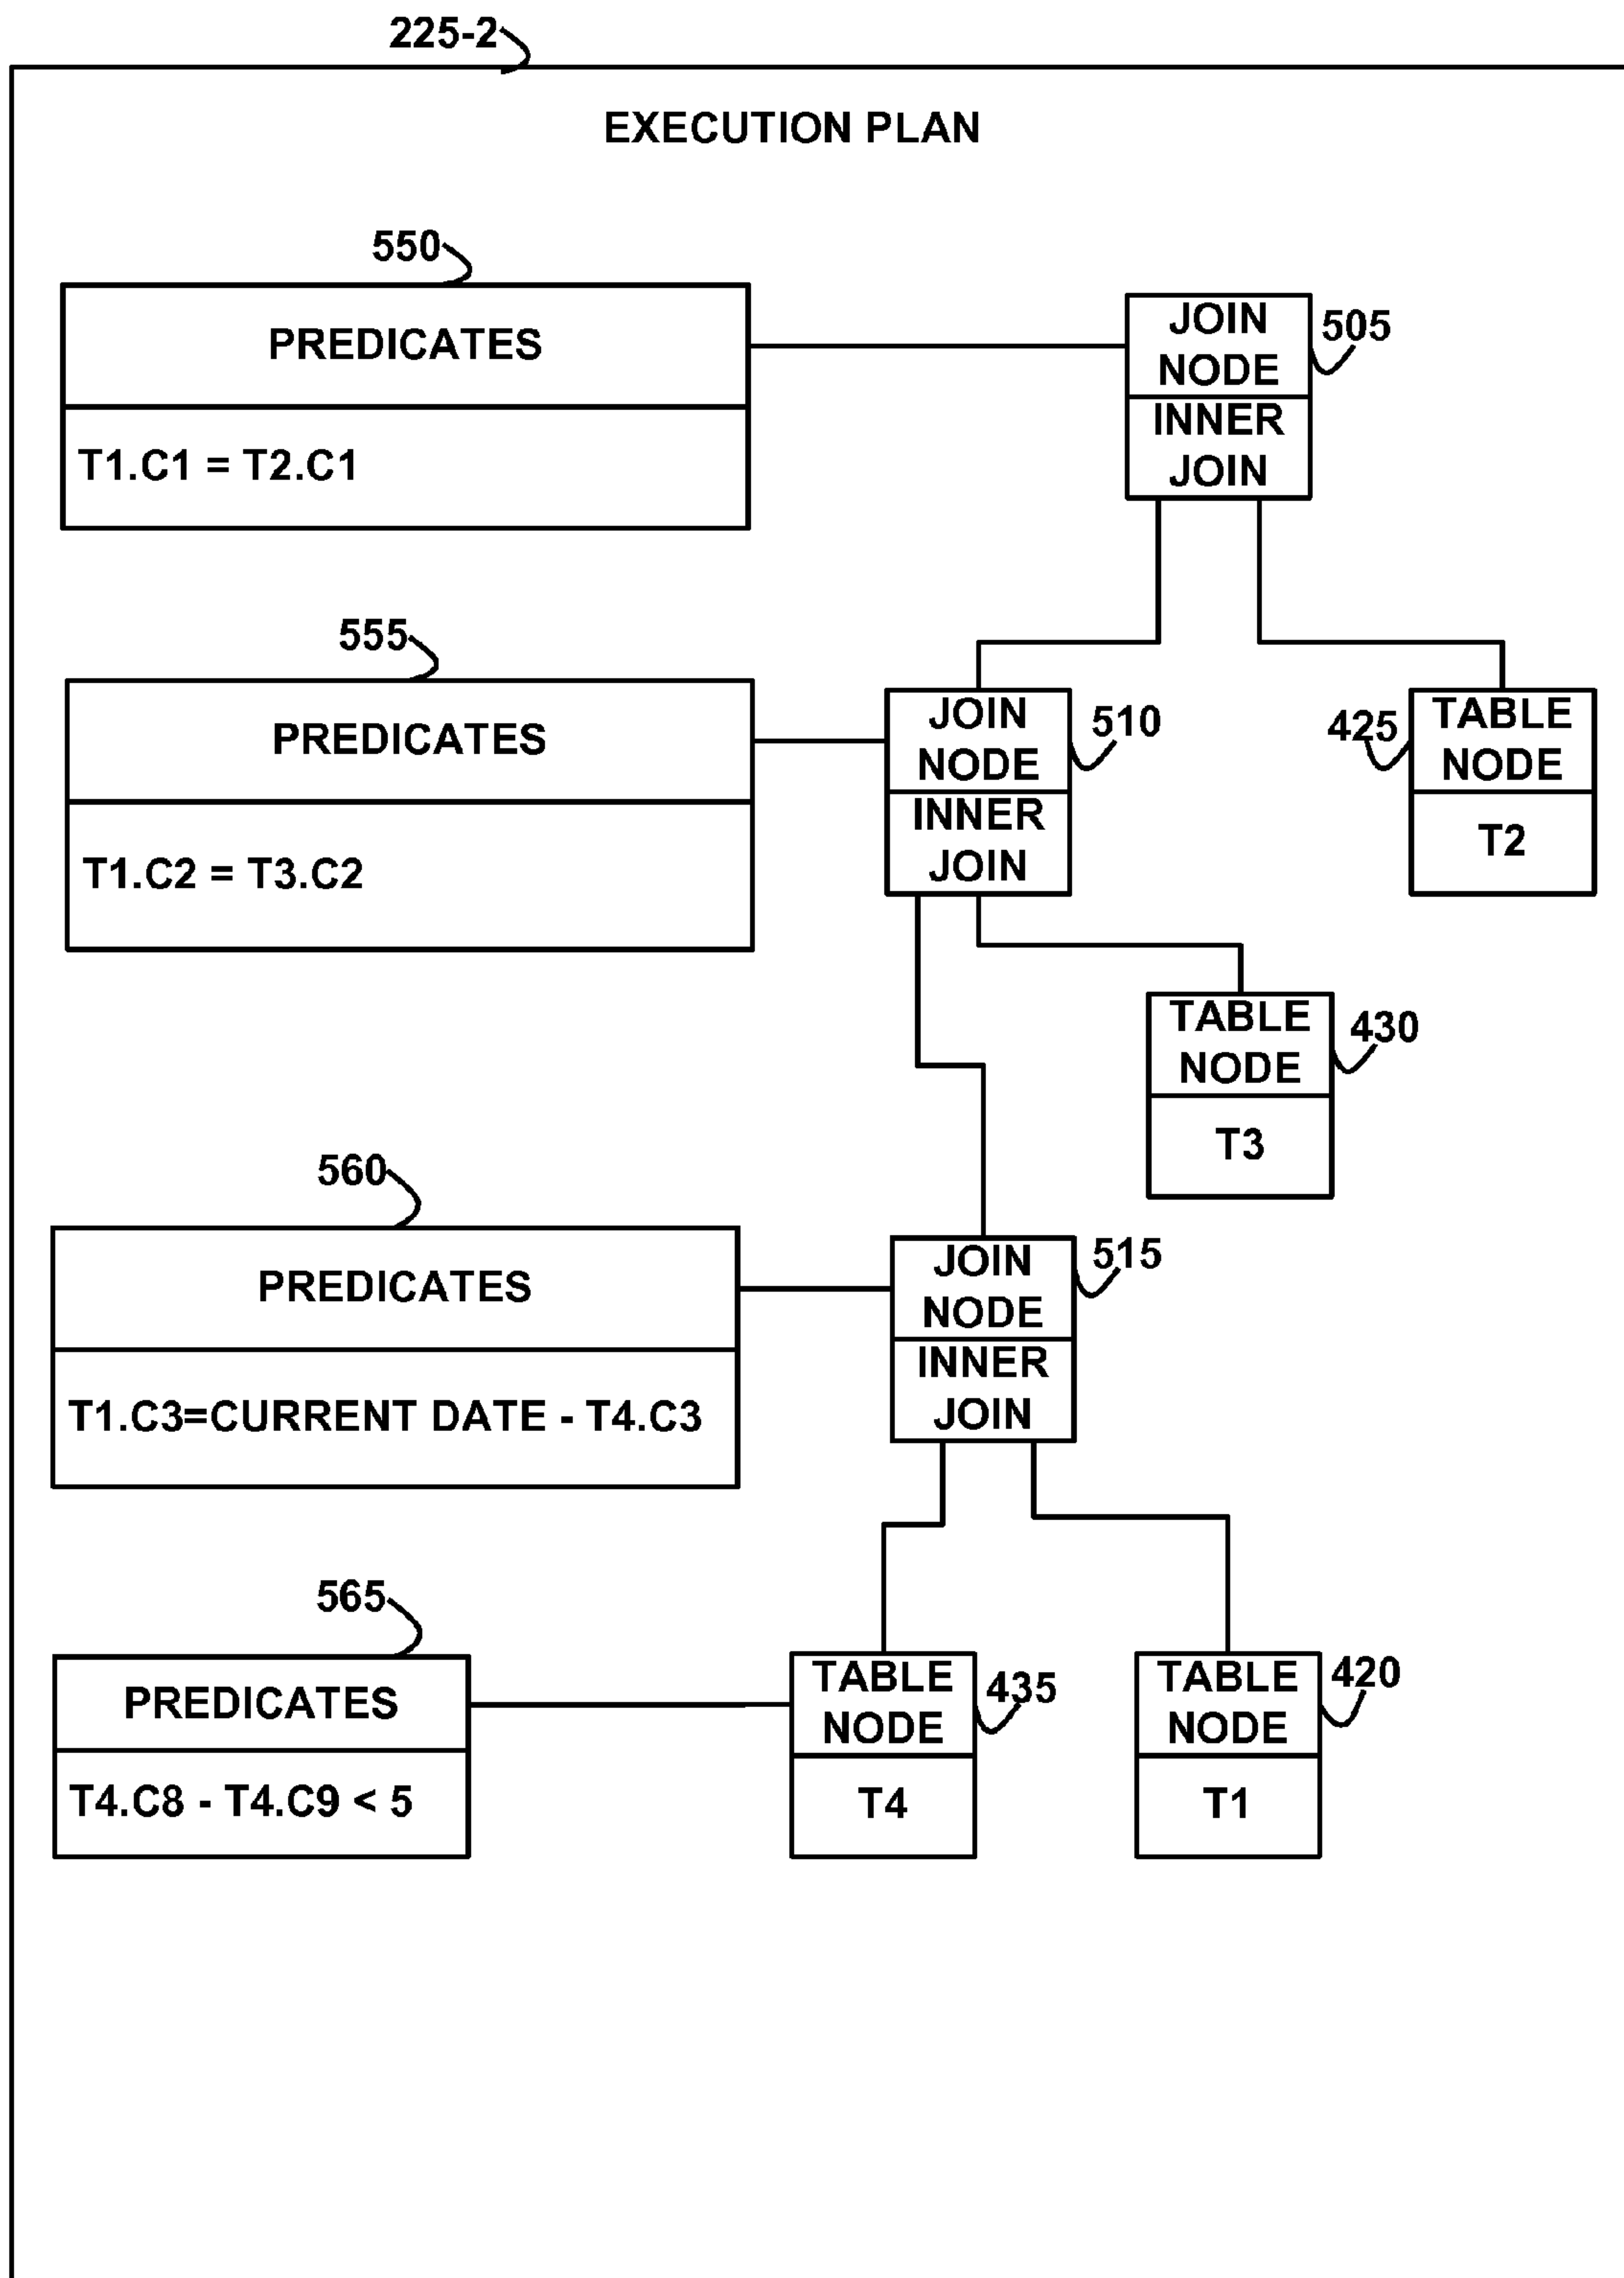 225-2
EXECUTION PLAN
550
PREDICATES
T1.C1 = T2.C1
JOIN
NODE
INNER
JOIN
505
555
PREDICATES
T1.C2 = T3.C2
JOIN
NODE
INNER
JOIN
510
425
TABLE
NODE
T2
TABLE
NODE
T3
430
560
PREDICATES
T1.C3=CURRENT DATE - T4.C3
JOIN
NODE
INNER
JOIN
515
565
PREDICATES
T4.C8 - T4.C9 < 5
TABLE
NODE
T4
435
TABLE
NODE
T1
420